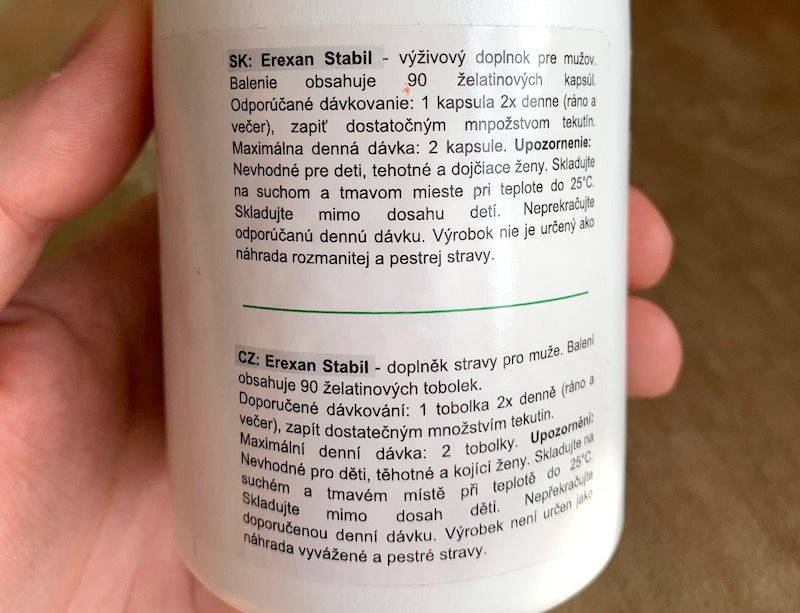 SK: Erexan Stabil - výživový doplnok pre mužov.
Balenie obsahuje 90 želatinových kapsúl.
Odporúčané dávkovanie: 1 kapsula 2x denne (ráno a
večer), zapiť dostatočným mnpožstvom tekutín.
Maximálna denná dávka: 2 kapsule. Upozornenie:
Nevhodné pre deti, tehotné a dojčiace ženy. Skladujte
na suchom a tmavom mieste pri teplote do 25°C.
Skladujte mimo dosahu detí. Neprekračujte
odporúčanú dennú dávku. Výrobok nie je určený ako
náhrada rozmanitej a pestrej stravy.
CZ: Erexan Stabil - doplněk stravy pro muže. Balení
obsahuje 90 želatinových tobolek.
Doporučené dávkování: 1 tobolka 2x denně (ráno a
večer), zapít dostatečným množstvím tekutin.
Maximální denní dávka: 2 tobolky. Upozornění:
Nevhodné pro děti, těhotné a kojící ženy. Skladujte na
suchém a tmavém místě při teplotě do 25°C.
Skladujte mimo dosah dětí. Nepřekračujte
doporučenou denní dávku. Výrobek není určen jako
náhrada vyvážené a pestré stravy.